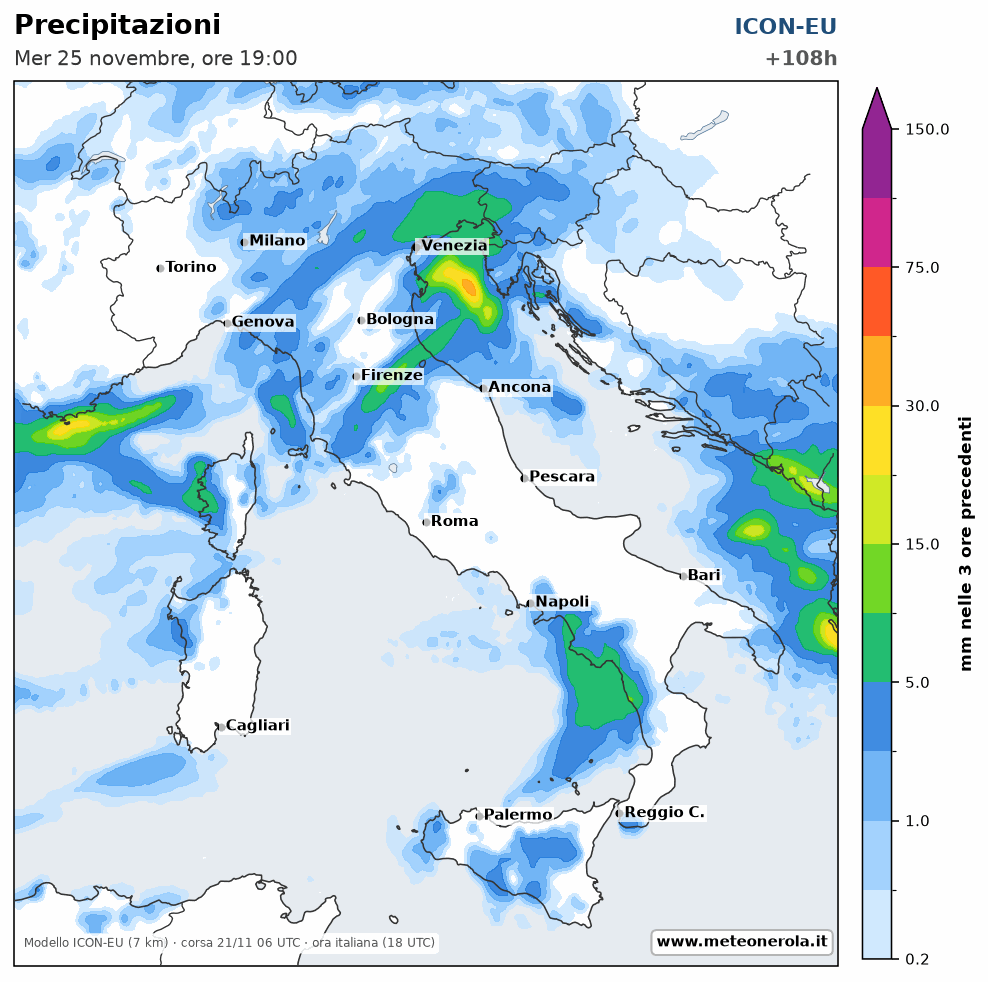 Precipitazioni
ICON-EU
Mer 25 novembre, ore 19:00
+108h
150.0
75.0
30.0
15.0
5.0
1.0
0.2
mm nelle 3 ore precedenti
Milano
Venezia
Torino
Genova
Bologna
Firenze
Ancona
Pescara
Roma
Bari
Napoli
Cagliari
Palermo
Reggio C.
Modello ICON-EU (7 km) · corsa 21/11 06 UTC · ora italiana (18 UTC)
www.meteonerola.it